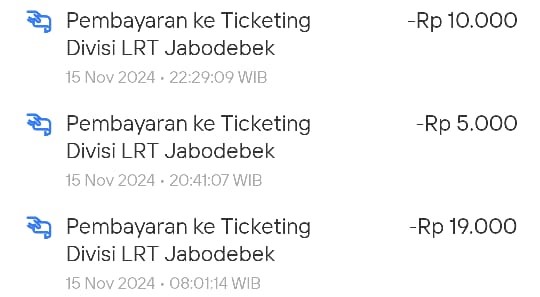 Pembayaran ke Ticketing -Rp 10.000
Divisi LRT Jabodebek
15 Nov 2024 • 22:29:09 WIB
Pembayaran ke Ticketing -Rp 5.000
Divisi LRT Jabodebek
15 Nov 2024 • 20:41:07 WIB
Pembayaran ke Ticketing -Rp 19.000
Divisi LRT Jabodebek
15 Nov 2024 • 08:01:14 WIB